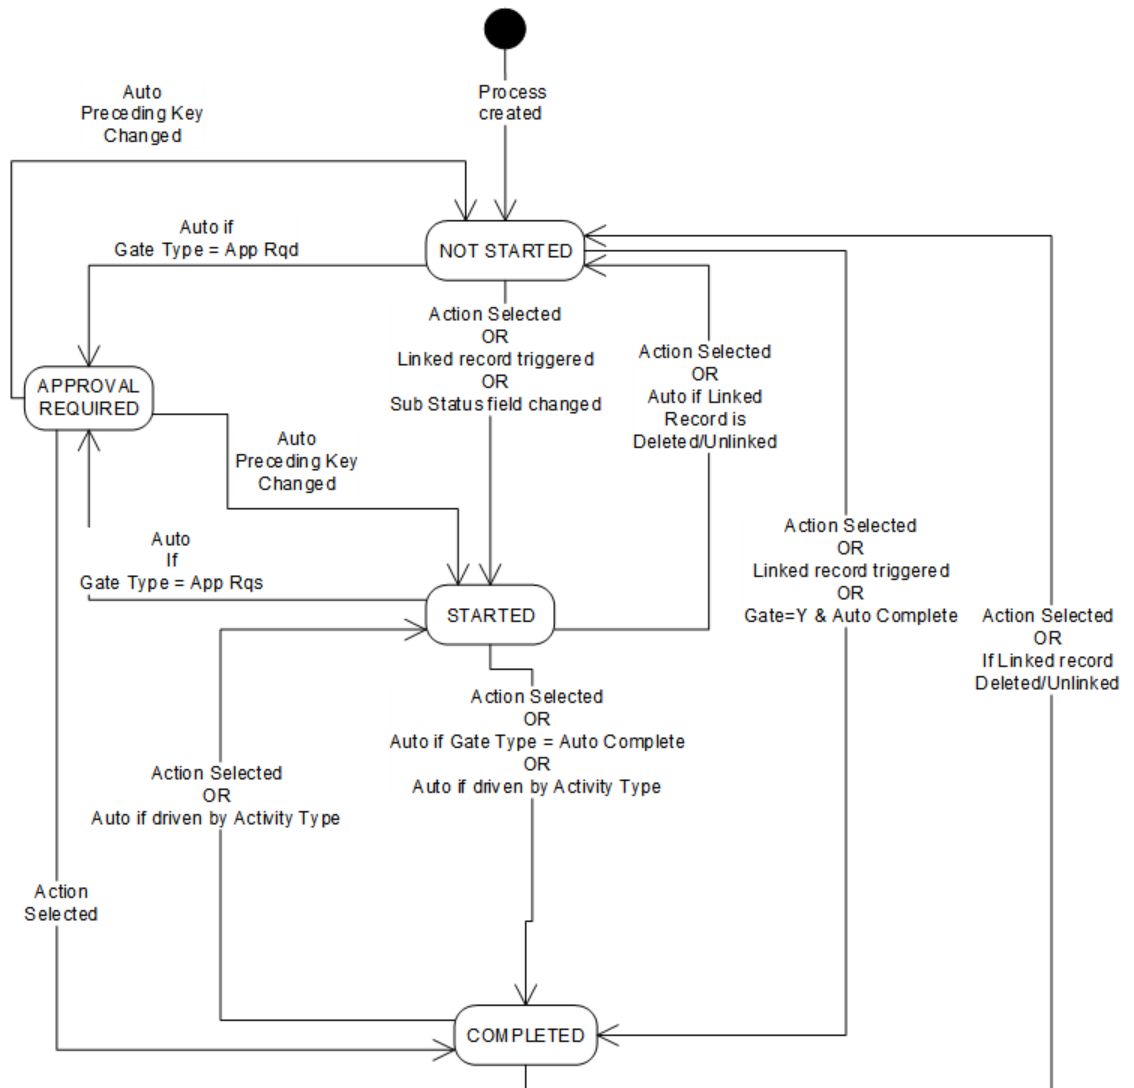 Process
created
Auto
Preceding Key
Changed
Auto if
Gate Type = App Rqd
NOT STARTED
Action Selected
OR
Linked record triggered
OR
Sub Status field changed
Action Selected
OR
Auto if Linked
Record is
Deleted/Unlinked
APPROVAL
REQUIRED
Auto
Preceding Key
Changed
Auto
If
Gate Type = App Rqs
Action Selected
OR
Linked record triggered
OR
Gate=Y & Auto Complete
Action Selected
OR
If Linked record
Deleted/Unlinked
STARTED
Action Selected
OR
Auto if Gate Type = Auto Complete
OR
Auto if driven by Activity Type
Action Selected
OR
Auto if driven by Activity Type
Action
Selected
COMPLETED